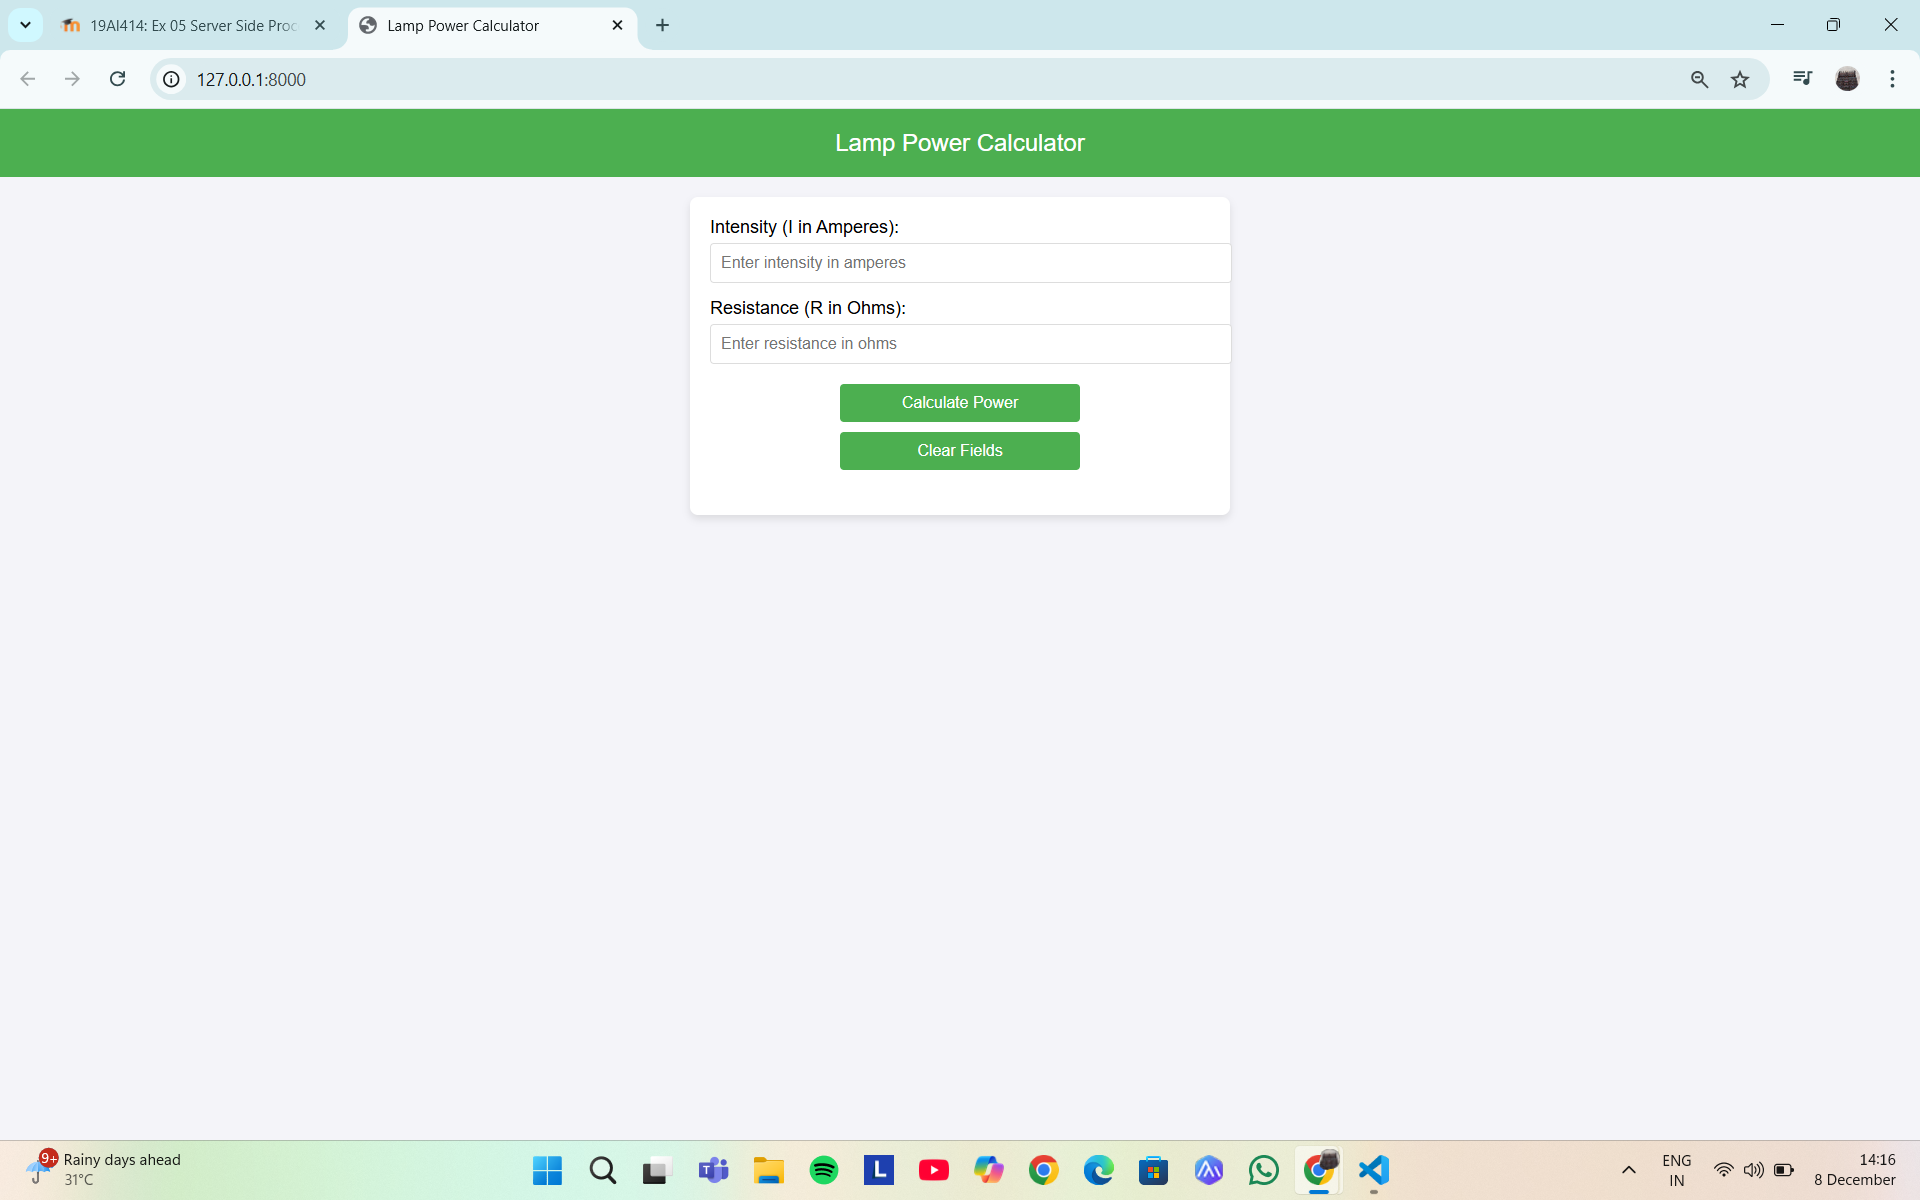 19AI414: Ex 05 Server Side Proc
Lamp Power Calculator
127.0.0.1:8000
Lamp Power Calculator
Intensity (I in Amperes):
Enter intensity in amperes
Resistance (R in Ohms):
Enter resistance in ohms
Calculate Power
Clear Fields
9+
Rainy days ahead
31°C
T
L
ENG
IN
14:16
8 December